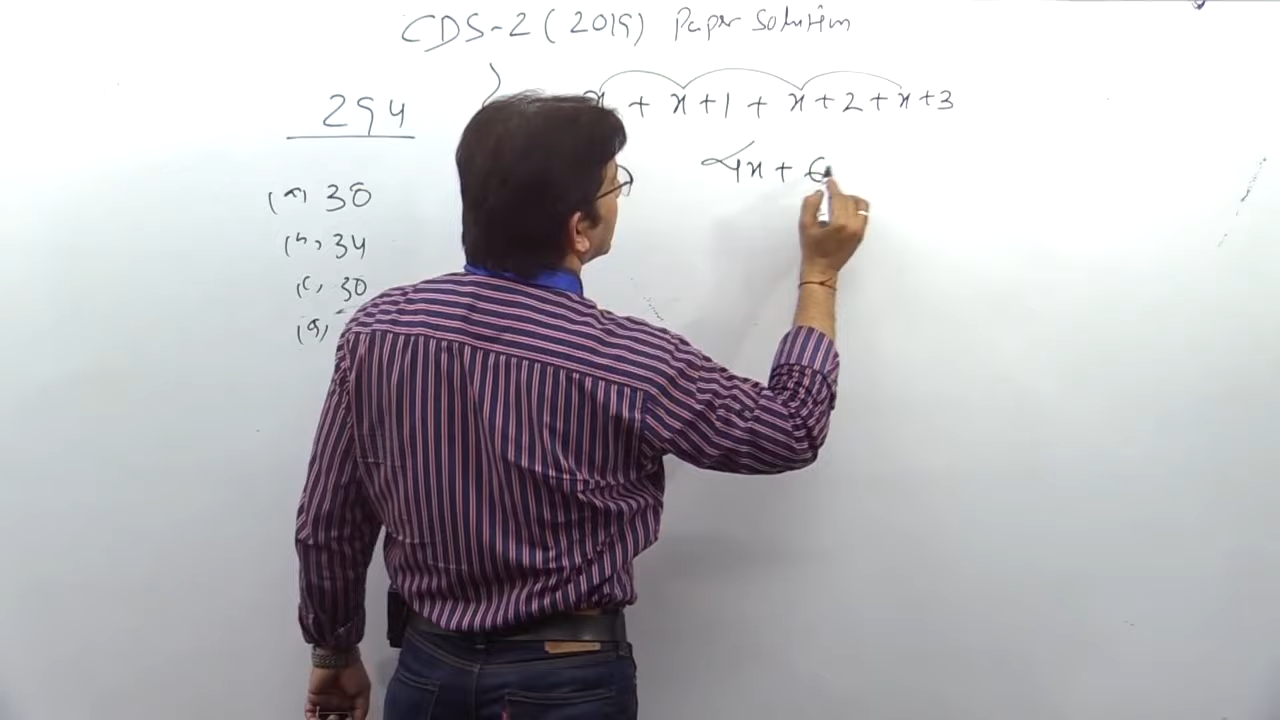 CDS-2 (2019) Paper Solution
294
x + x+1 + x+2 + x+3
4x + 6
(a) 38
(b) 34
(c) 30
(d)